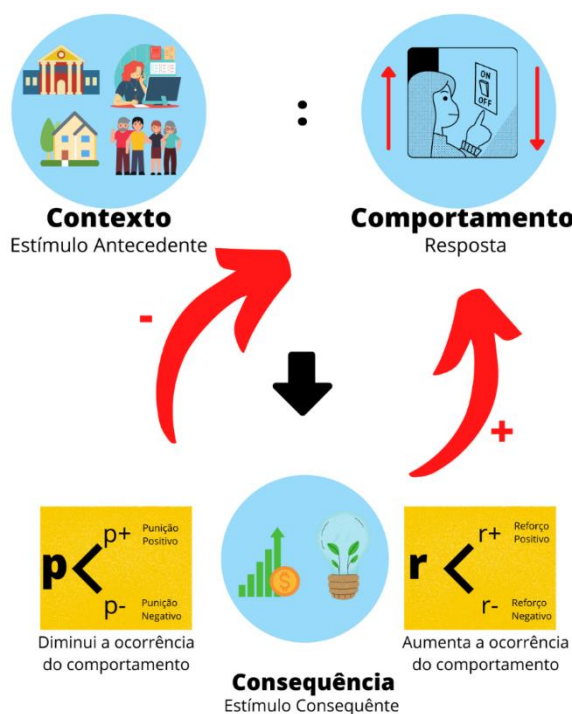 :
ON
OFF
Contexto
Estímulo Antecedente
Comportamento
Resposta
-
+
p
p+ Punição Positivo
p- Punição Negativo
Diminui a ocorrência
do comportamento
r
r+ Reforço Positivo
r- Reforço Negativo
Aumenta a ocorrência
do comportamento
$
Consequência
Estímulo Consequênte